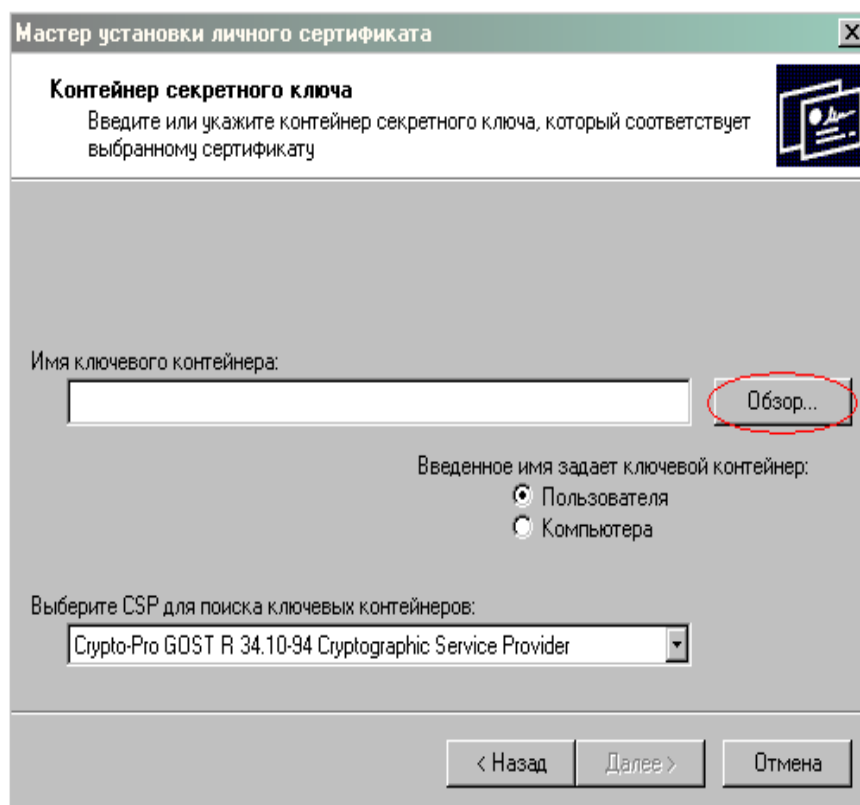 Мастер установки личного сертификата
Контейнер секретного ключа
Введите или укажите контейнер секретного ключа, который соответствует
выбранному сертификату
Имя ключевого контейнера:
Обзор...
Введенное имя задает ключевой контейнер:
Пользователя
Компьютера
Выберите CSP для поиска ключевых контейнеров:
Crypto-Pro GOST R 34.10-94 Cryptographic Service Provider
< Назад
Далее >
Отмена